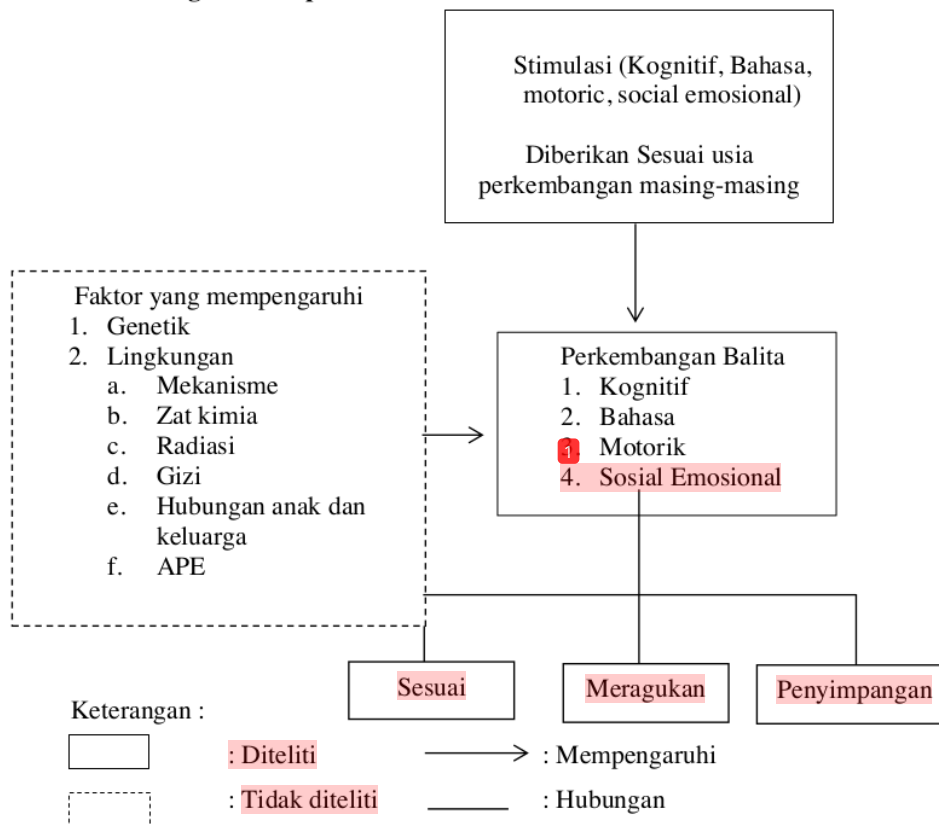 Stimulasi (Kognitif, Bahasa,
motoric, social emosional)
Diberikan Sesuai usia
perkembangan masing-masing
Faktor yang mempengaruhi
1. Genetik
2. Lingkungan
a. Mekanisme
b. Zat kimia
c. Radiasi
d. Gizi
e. Hubungan anak dan
keluarga
f. APE
Perkembangan Balita
1. Kognitif
2. Bahasa
1 Motorik
4. Sosial Emosional
Sesuai
Meragukan
Penyimpangan
Keterangan :
: Diteliti
: Mempengaruhi
: Tidak diteliti
: Hubungan